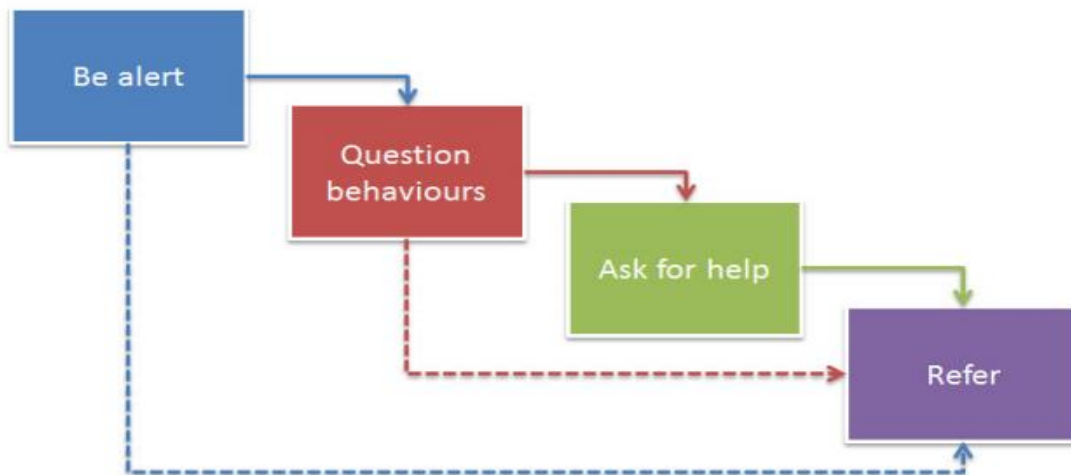 Be alert
Question
behaviours
Ask for help
Refer